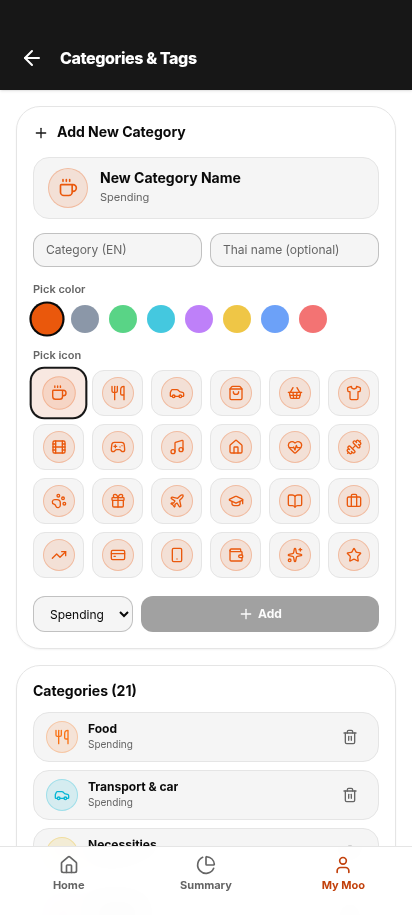 Categories & Tags
Add New Category
New Category Name
Spending
Category (EN)
Thai name (optional)
Pick color
Pick icon
Spending
Add
Categories (21)
Food
Spending
Transport & car
Spending
Necessities
Home
Summary
My Moo